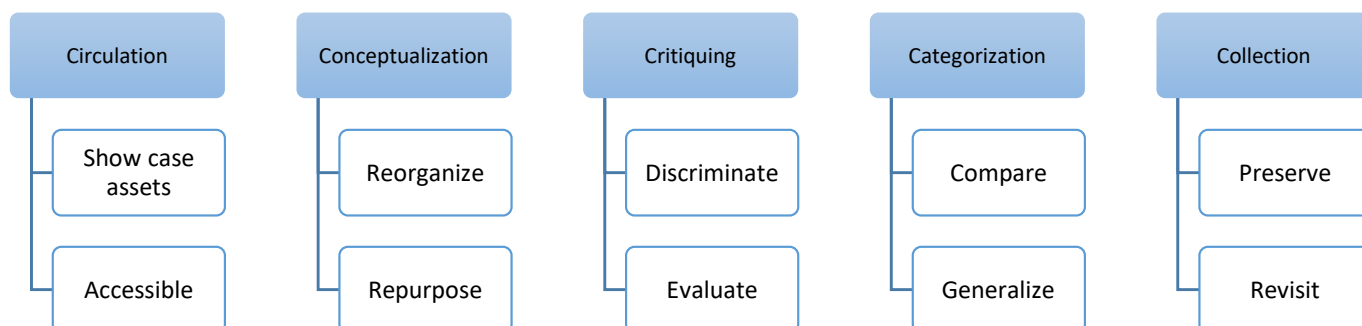 Circulation
Show case
assets
Accessible
Conceptualization
Reorganize
Repurpose
Critiquing
Discriminate
Evaluate
Categorization
Compare
Generalize
Collection
Preserve
Revisit